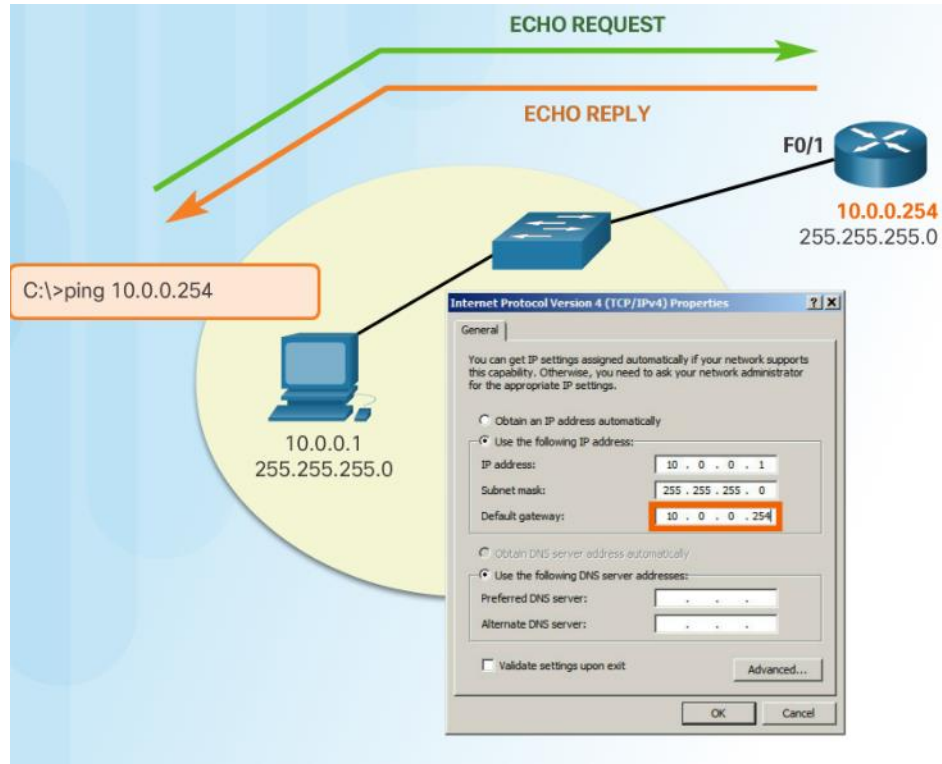 ECHO REQUEST
ECHO REPLY
F0/1
10.0.0.254
255.255.255.0
C:\>ping 10.0.0.254
10.0.0.1
255.255.255.0
Internet Protocol Version 4 (TCP/IPv4) Properties
General
You can get IP settings assigned automatically if your network supports
this capability. Otherwise, you need to ask your network administrator
for the appropriate IP settings.
Obtain an IP address automatically
Use the following IP address:
IP address: 10 . 0 . 0 . 1
Subnet mask: 255 . 255 . 255 . 0
Default gateway: 10 . 0 . 0 . 254
Obtain DNS server address automatically
Use the following DNS server addresses:
Preferred DNS server: . . .
Alternate DNS server: . . .
Validate settings upon exit
Advanced...
OK Cancel